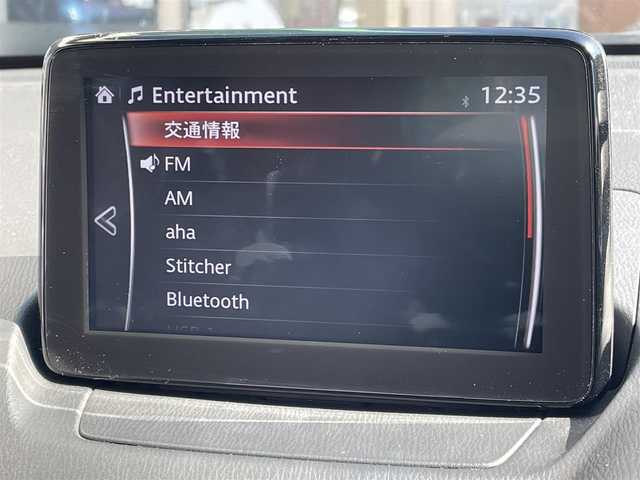 Entertainment 12:35
交通情報
FM
AM
aha
Stitcher
Bluetooth